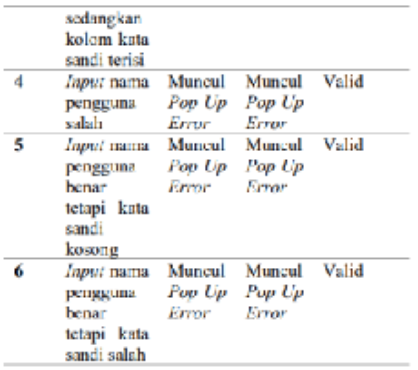 sedangkan
kolom kata
sandi terisi
4 Input nama Muncul Muncul Valid
pengguna Pop Up Pop Up
salah Error Error
5 Input nama Muncul Muncul Valid
pengguna Pop Up Pop Up
benar Error Error
tetapi kata
sandi
kosong
6 Input nama Muncul Muncul Valid
pengguna Pop Up Pop Up
benar Error Error
tetapi kata
sandi salah